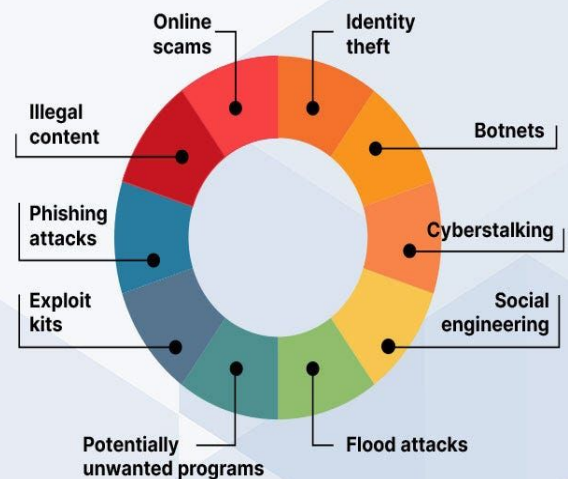 Online
scams
Identity
theft
Illegal
content
Botnets
Phishing
attacks
Cyberstalking
Exploit
kits
Social
engineering
Potentially
unwanted programs
Flood attacks